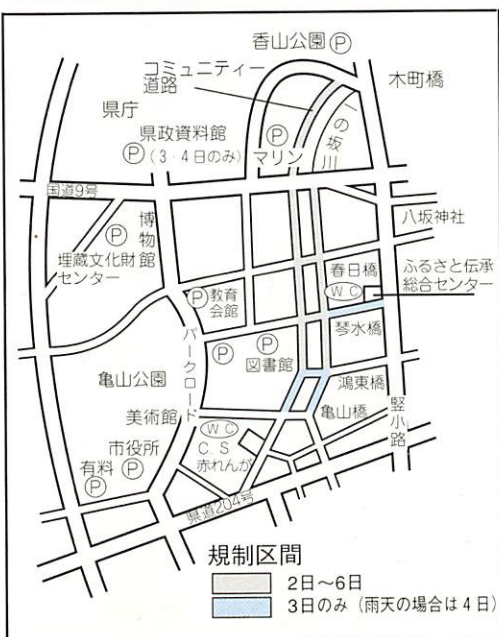 香山公園 Ⓟ
コミュニティー
道路
木町橋
県庁
県政資料館
Ⓟ(3・4日のみ)
Ⓟ
マリン
一の坂川
国道9号
博物館
Ⓟ
埋蔵文化財
センター
八坂神社
春日橋
WC
ふるさと伝承
総合センター
Ⓟ教育
会館
琴水橋
パークロード
Ⓟ
Ⓟ
図書館
亀山公園
鴻東橋
美術館
亀山橋
竪小路
WC
市役所
C.S
赤れんが
有料 Ⓟ
Ⓟ
県道204号
規制区間
2日~6日
3日のみ(雨天の場合は4日)